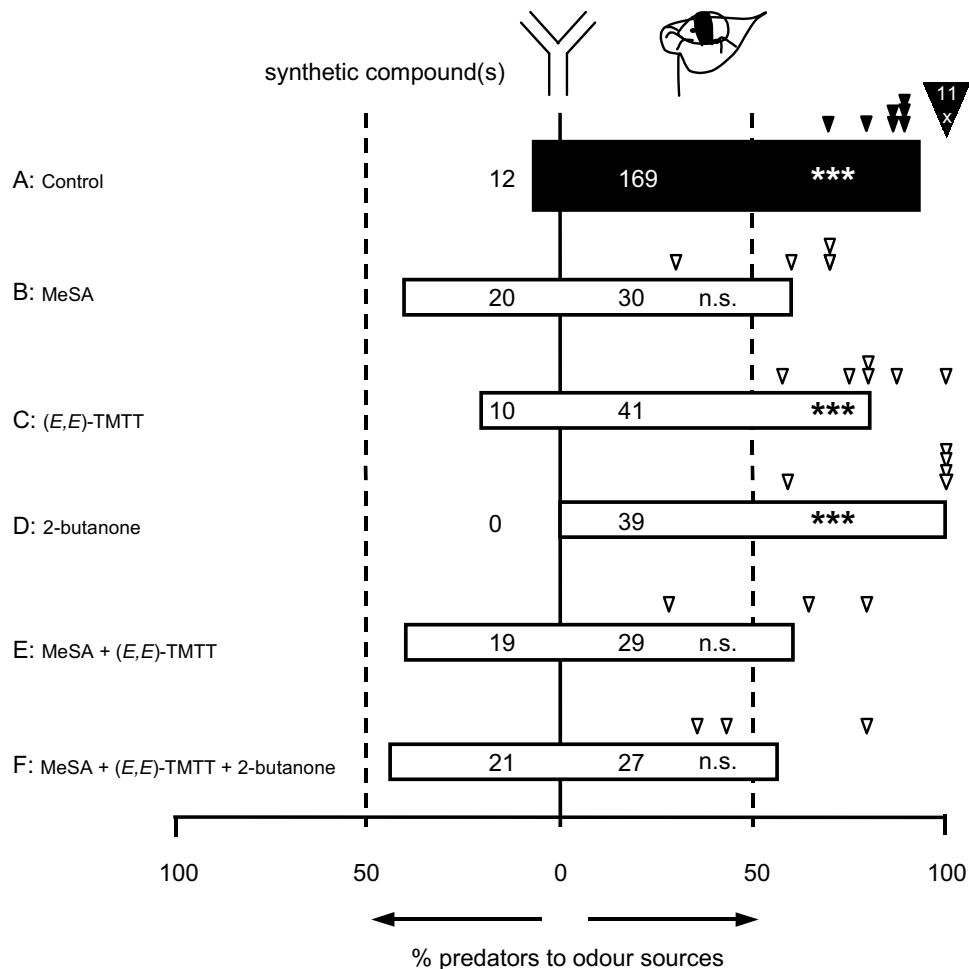 synthetic compound(s)
11
x
A: Control 12 169 ***
B: MeSA 20 30 n.s.
C: (E,E)-TMTT 10 41 ***
D: 2-butanone 0 39 ***
E: MeSA + (E,E)-TMTT 19 29 n.s.
F: MeSA + (E,E)-TMTT + 2-butanone 21 27 n.s.
100 50 0 50 100
% predators to odour sources